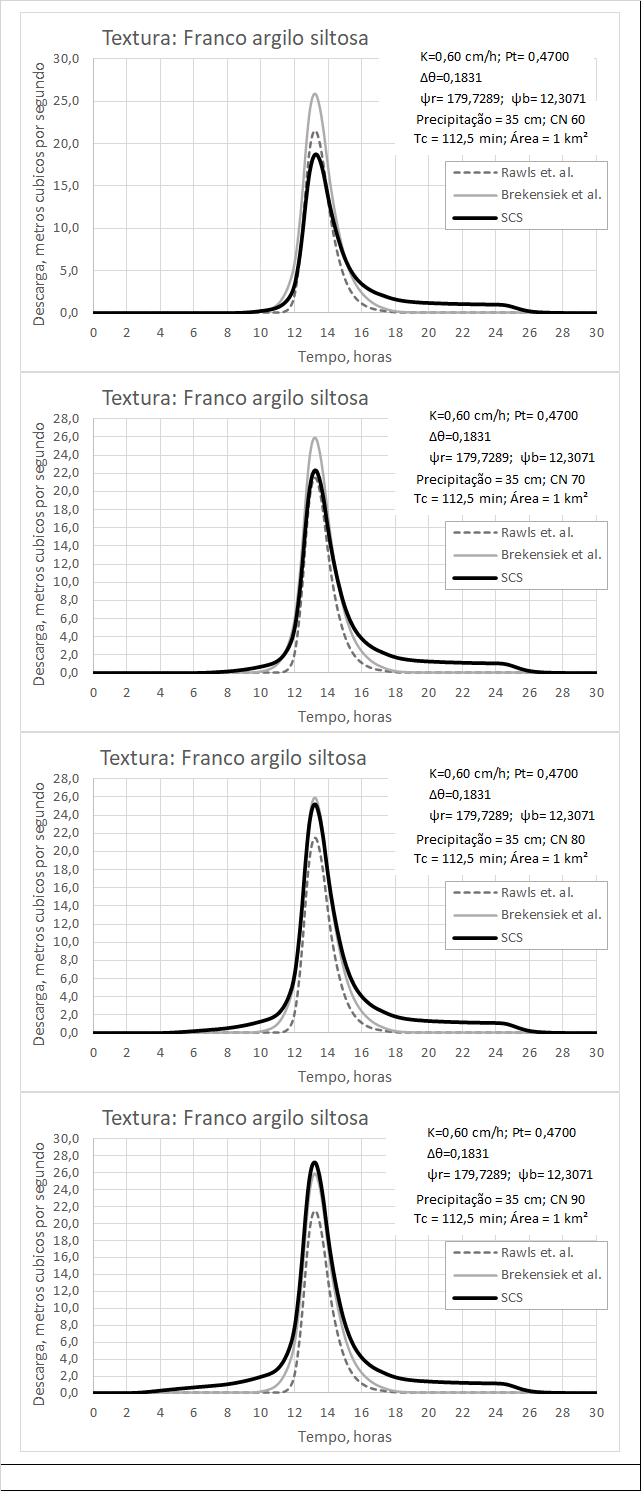 Textura: Franco argilo siltosa
K=0,60 cm/h; Pt= 0,4700
Δθ=0,1831
ψr= 179,7289; ψb= 12,3071
Precipitação = 35 cm; CN 60
Tc = 112,5 min; Área = 1 km²
Rawls et. al.
Brekensiek et al.
SCS
Descarga, metros cubicos por segundo
30,0
25,0
20,0
15,0
10,0
5,0
0,0
0 2 4 6 8 10 12 14 16 18 20 22 24 26 28 30
Tempo, horas
Textura: Franco argilo siltosa
K=0,60 cm/h; Pt= 0,4700
Δθ=0,1831
ψr= 179,7289; ψb= 12,3071
Precipitação = 35 cm; CN 70
Tc = 112,5 min; Área = 1 km²
Rawls et. al.
Brekensiek et al.
SCS
Descarga, metros cubicos por segundo
28,0
26,0
24,0
22,0
20,0
18,0
16,0
14,0
12,0
10,0
8,0
6,0
4,0
2,0
0,0
0 2 4 6 8 10 12 14 16 18 20 22 24 26 28 30
Tempo, horas
Textura: Franco argilo siltosa
K=0,60 cm/h; Pt= 0,4700
Δθ=0,1831
ψr= 179,7289; ψb= 12,3071
Precipitação = 35 cm; CN 80
Tc = 112,5 min; Área = 1 km²
Rawls et. al.
Brekensiek et al.
SCS
Descarga, metros cubicos por segundo
28,0
26,0
24,0
22,0
20,0
18,0
16,0
14,0
12,0
10,0
8,0
6,0
4,0
2,0
0,0
0 2 4 6 8 10 12 14 16 18 20 22 24 26 28 30
Tempo, horas
Textura: Franco argilo siltosa
K=0,60 cm/h; Pt= 0,4700
Δθ=0,1831
ψr= 179,7289; ψb= 12,3071
Precipitação = 35 cm; CN 90
Tc = 112,5 min; Área = 1 km²
Rawls et. al.
Brekensiek et al.
SCS
Descarga, metros cubicos por segundo
30,0
28,0
26,0
24,0
22,0
20,0
18,0
16,0
14,0
12,0
10,0
8,0
6,0
4,0
2,0
0,0
0 2 4 6 8 10 12 14 16 18 20 22 24 26 28 30
Tempo, horas